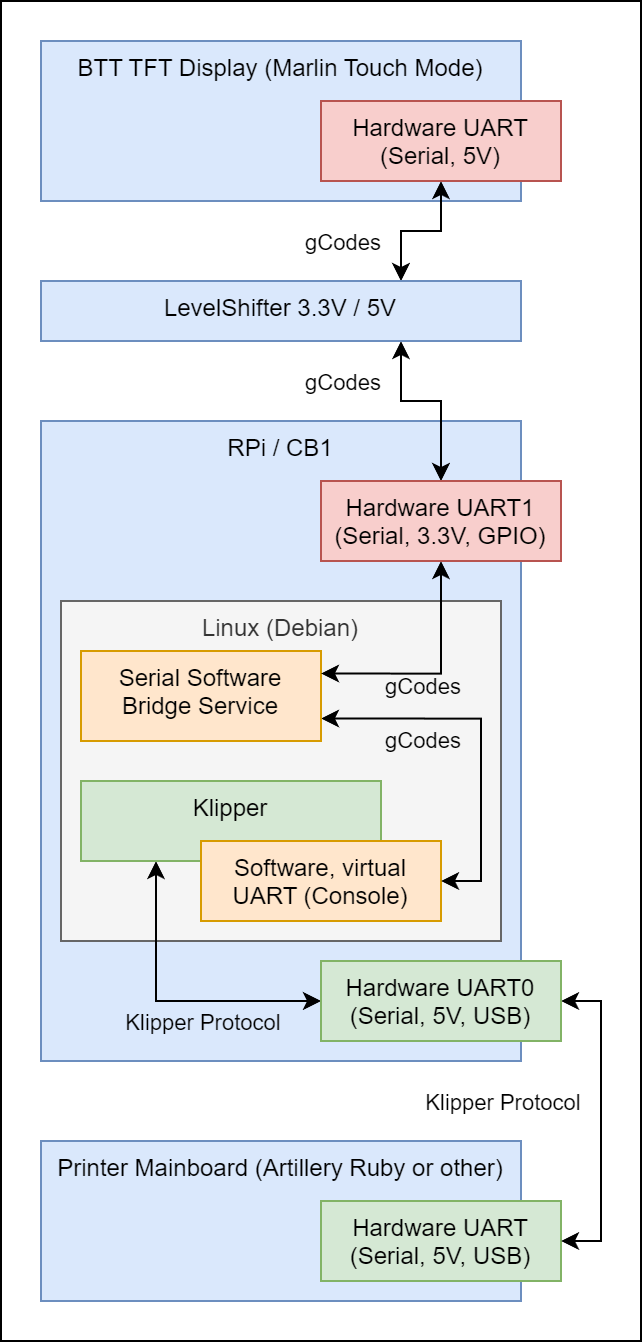 BTT TFT Display (Marlin Touch Mode)
Hardware UART
(Serial, 5V)
gCodes
LevelShifter 3.3V / 5V
gCodes
RPi / CB1
Hardware UART1
(Serial, 3.3V, GPIO)
Linux (Debian)
Serial Software
Bridge Service
gCodes
gCodes
Klipper
Software, virtual
UART (Console)
Hardware UART0
(Serial, 5V, USB)
Klipper Protocol
Klipper Protocol
Printer Mainboard (Artillery Ruby or other)
Hardware UART
(Serial, 5V, USB)